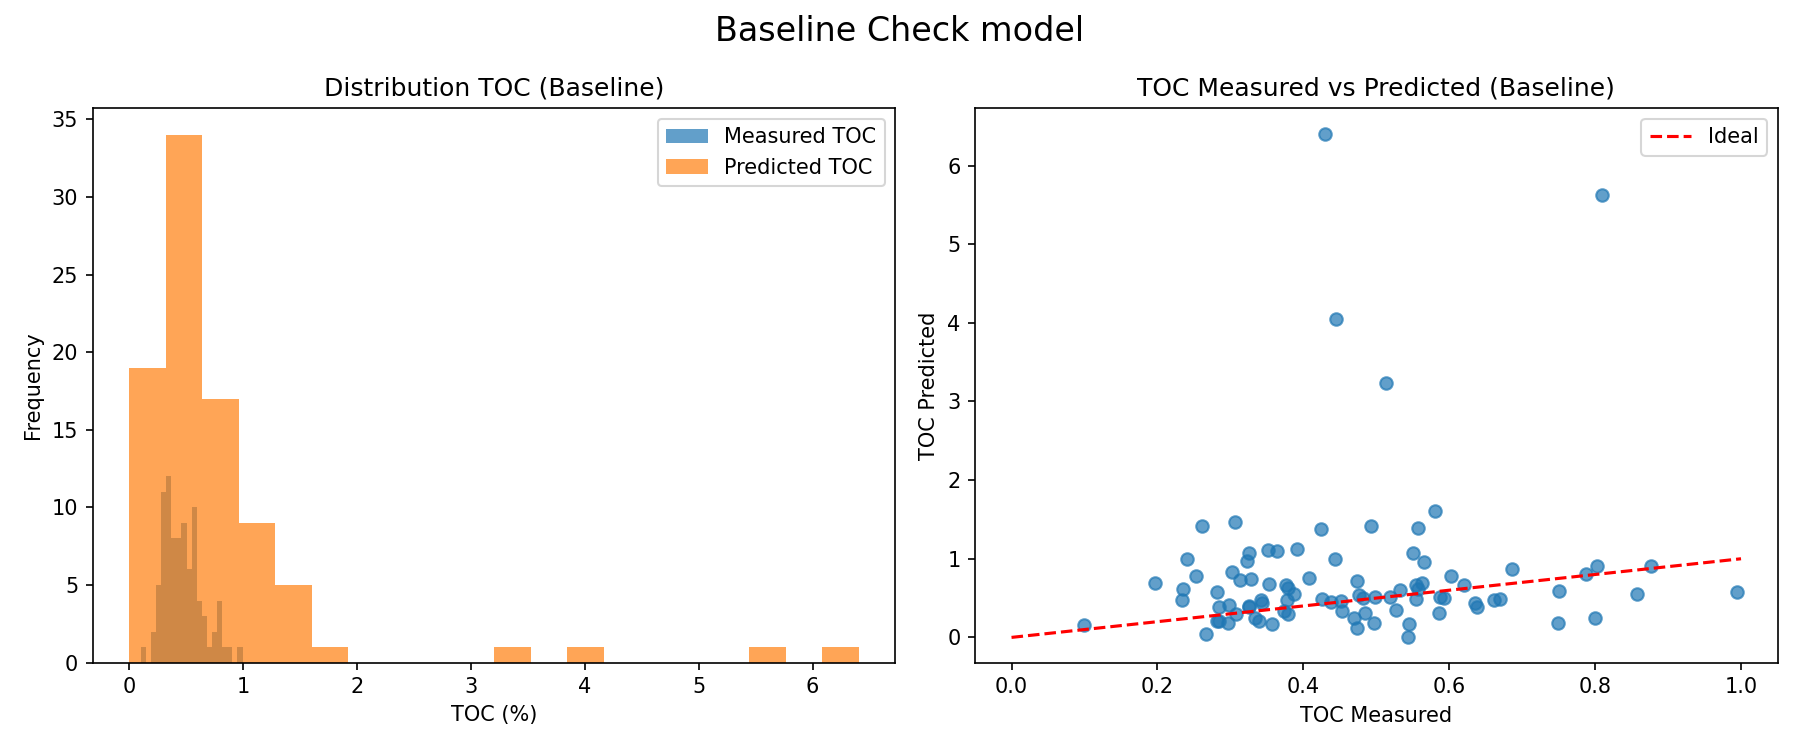 Baseline Check model
Distribution TOC (Baseline)
Measured TOC
Predicted TOC
Frequency
35
30
25
20
15
10
5
0
0 1 2 3 4 5 6
TOC (%)
TOC Measured vs Predicted (Baseline)
Ideal
TOC Predicted
6
5
4
3
2
1
0
0.0 0.2 0.4 0.6 0.8 1.0
TOC Measured